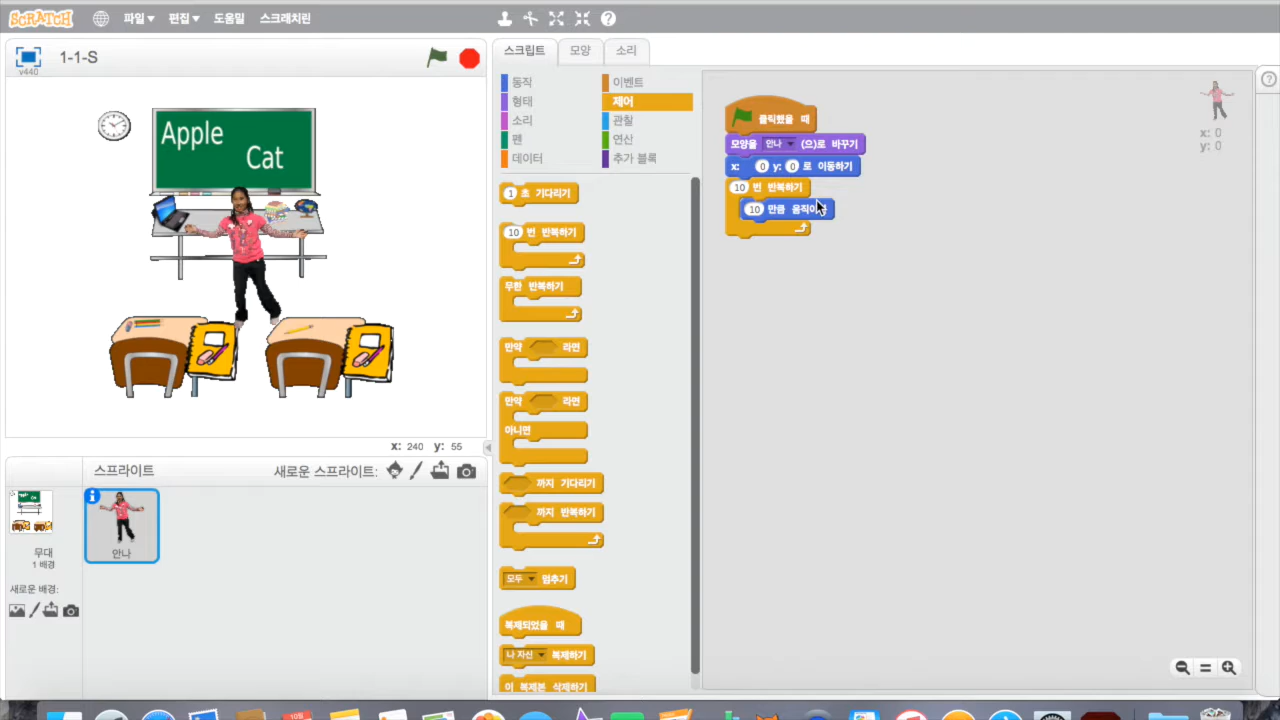 SCRATCH 파일 편집 도움말 스크래치린
1-1-S
v440
Apple
Cat
x: 240 y: 55
스프라이트 새로운 스프라이트:
무대
1 배경
새로운 배경:
안나
스크립트 모양 소리
동작 이벤트
형태 제어
소리 관찰
펜 연산
데이터 추가 블록
1 초 기다리기
10 번 반복하기
무한 반복하기
만약 라면
만약 라면
아니면
까지 기다리기
까지 반복하기
모두 멈추기
복제되었을 때
나 자신 복제하기
이 복제본 삭제하기
클릭했을 때
모양을 안나 (으)로 바꾸기
x: 0 y: 0 로 이동하기
10 번 반복하기
10 만큼
x: 0
y: 0